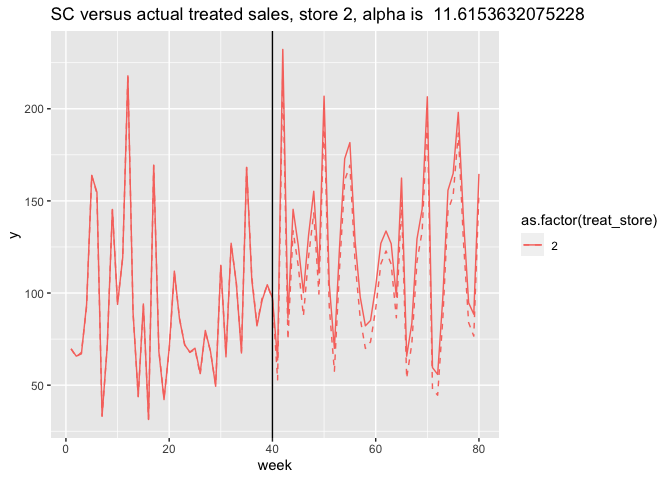 SC versus actual treated sales, store 2, alpha is  11.6153632075228
y
200
150
100
50
0
20
40
60
80
week
as.factor(treat_store)
2